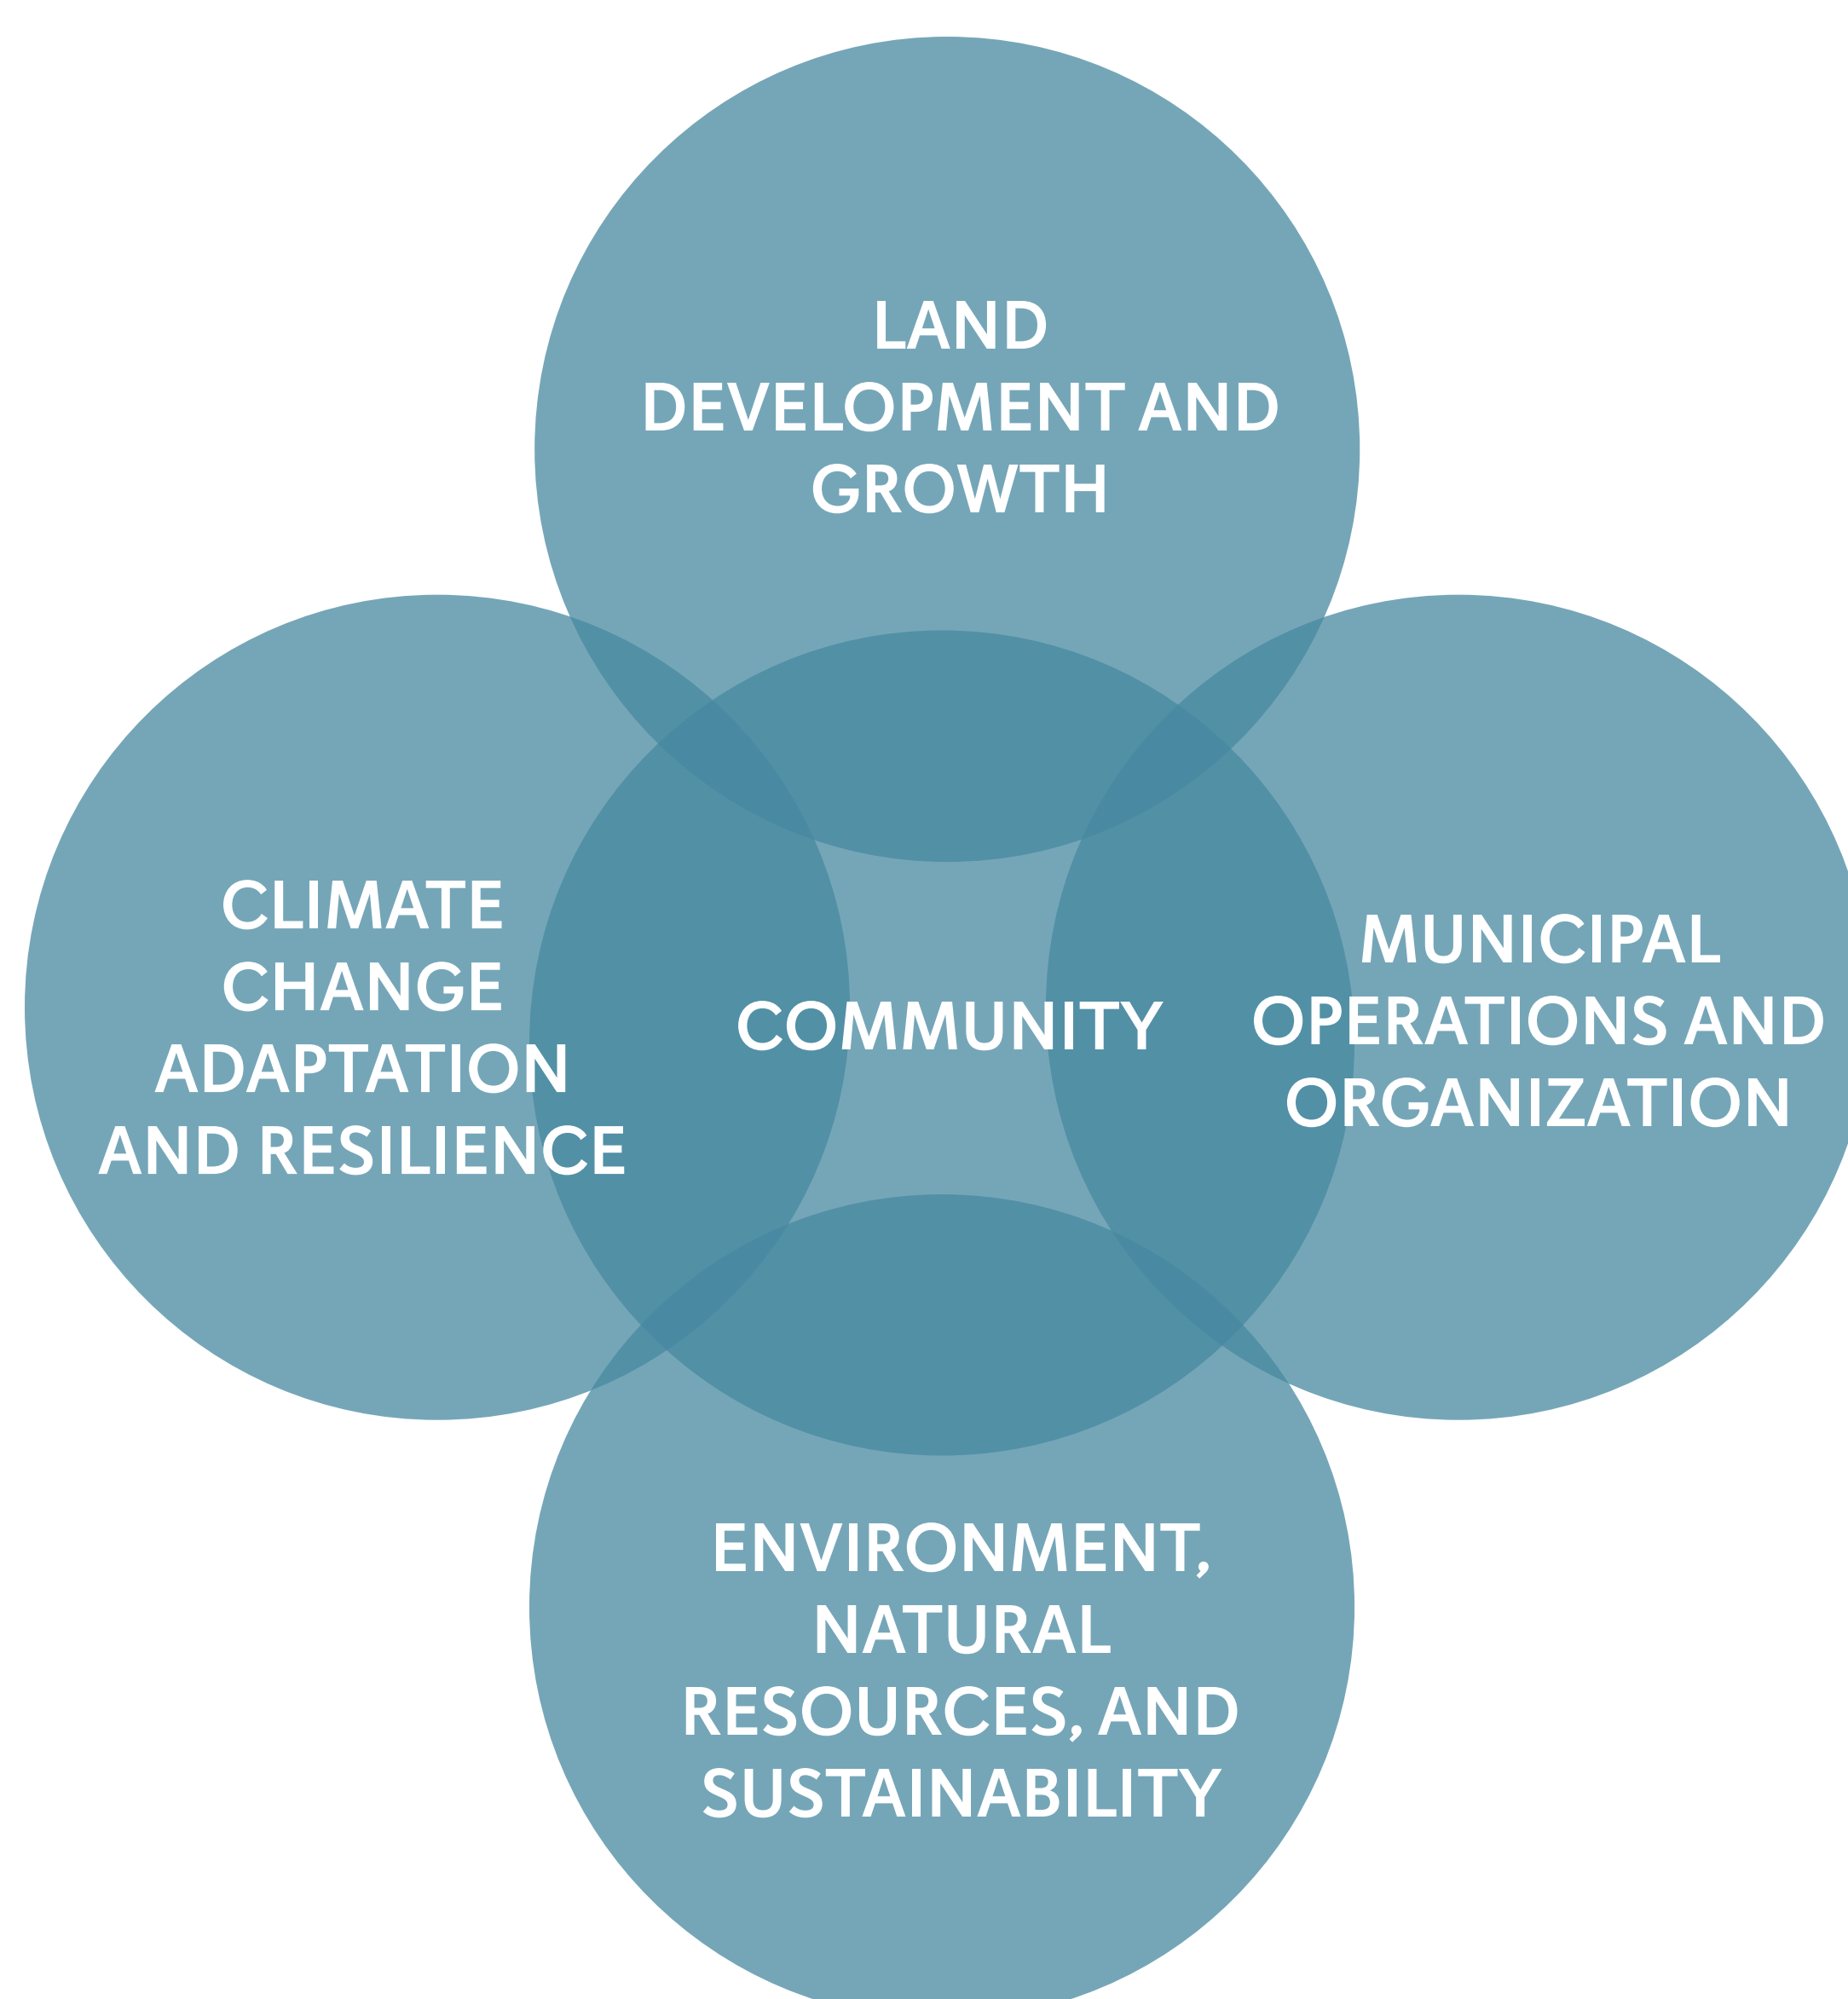 LAND
DEVELOPMENT AND
GROWTH
CLIMATE
CHANGE
ADAPTATION
AND RESILIENCE
COMMUNITY
MUNICIPAL
OPERATIONS AND
ORGANIZATION
ENVIRONMENT,
NATURAL
RESOURCES, AND
SUSTAINABILITY